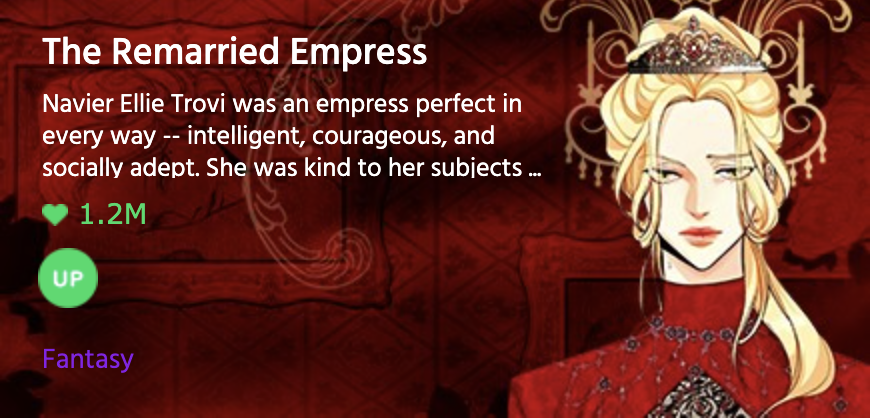 The Remarried Empress
Navier Ellie Trovi was an empress perfect in
every way -- intelligent, courageous, and
socially adept. She was kind to her subjects ...
1.2M
UP
Fantasy